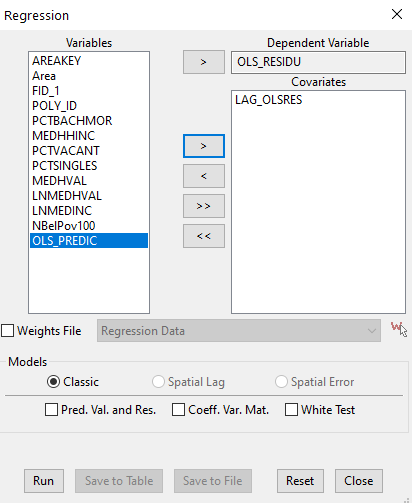 Regression
Variables
Dependent Variable
AREAKEY
Area
FID_1
POLY_ID
PCTBACHMOR
MEDHHINC
PCTVACANT
PCTSINGLES
MEDHVAL
LNMEDHVAL
LNMEDINC
NBelPov100
OLS_PREDIC
>
>
<
>>
<<
OLS_RESIDU
Covariates
LAG_OLSRES
Weights File
Regression Data
Models
Classic
Spatial Lag
Spatial Error
Pred. Val. and Res.
Coeff. Var. Mat.
White Test
Run
Save to Table
Save to File
Reset
Close